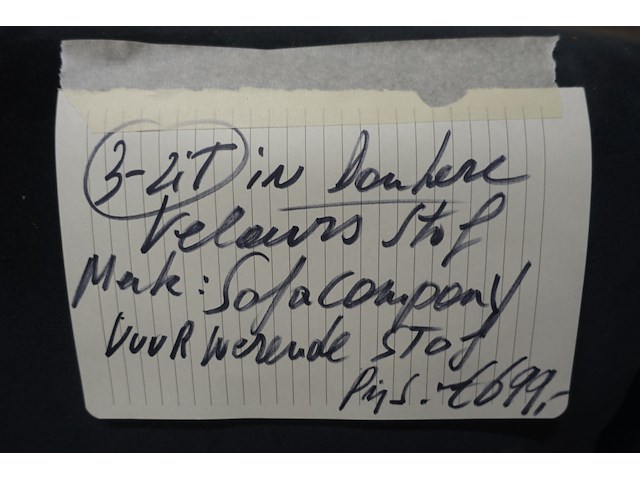 3-ziT in Donkere
Velours Stof
Merk: Sofacompany
VuuR werende STof
Prijs: €699,-